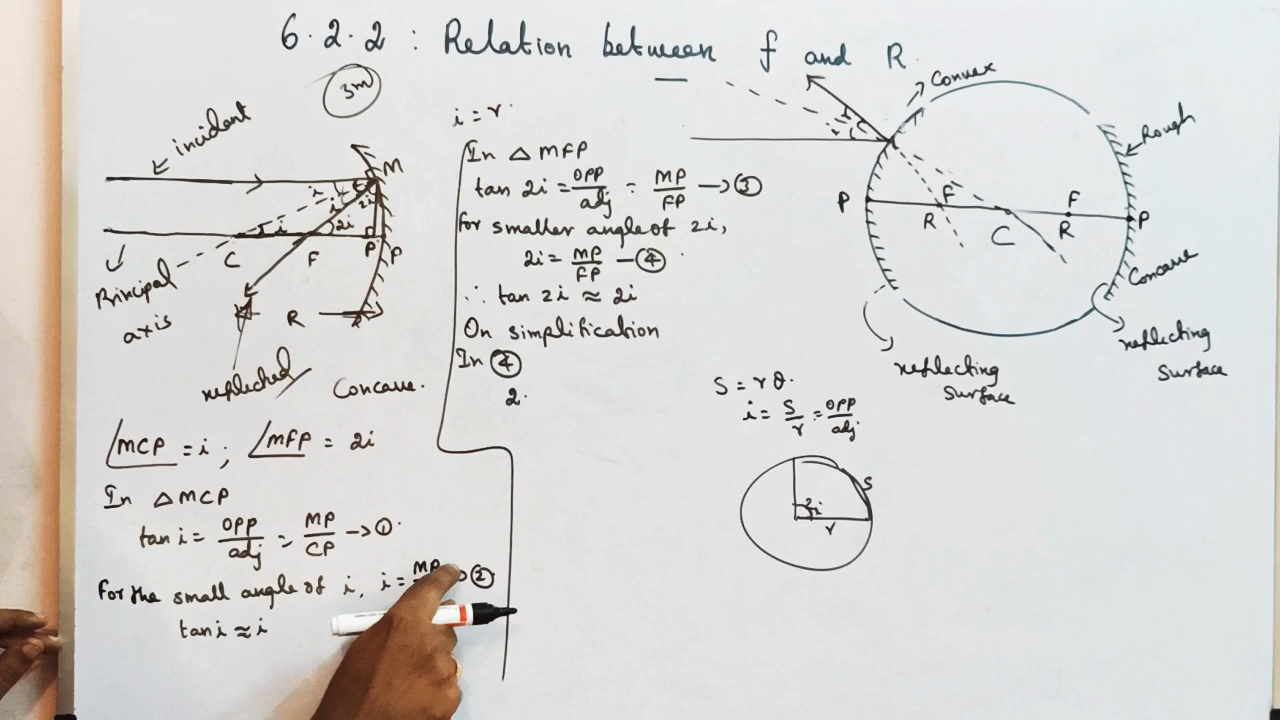 6.2.2 : Relation between f and R.
3m
incident
M
i
i
2i
i
2i
C
F
P'
P
Principal
axis
R
reflected
Concave.
∠MCP = i ; ∠MFP = 2i
In △MCP
tan i = opp/adj = MP/CP → ①
For the small angle of i, i = MP → ②
tan i ≈ i
i = r
In △ MFP
tan 2i = opp/adj = MP/FP → ③
for smaller angle of 2i,
2i = MP/FP — ④
∴ tan 2i ≈ 2i
On simplification
In ④
2
Convex
Rough
i
i
P
F
R
C
F
R
P
Concave
reflecting
surface
reflecting
surface
S = rθ.
i = S/r = opp/adj
S
i
r